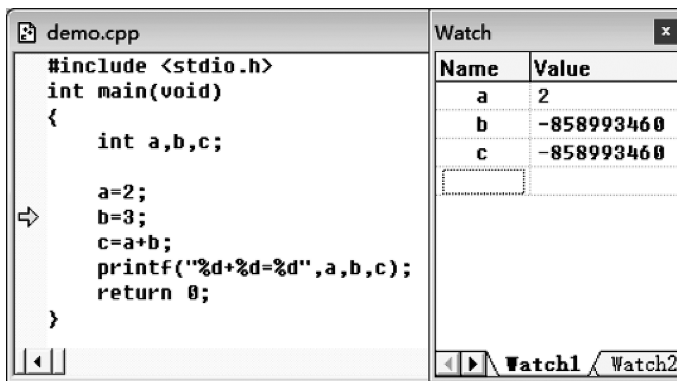 demo.cpp
#include <stdio.h>
int main(void)
{
int a,b,c;
a=2;
b=3;
c=a+b;
printf("%d+%d=%d",a,b,c);
return 0;
}
Watch
x
Name Value
a 2
b -858993460
c -858993460
Watch1 Watch2